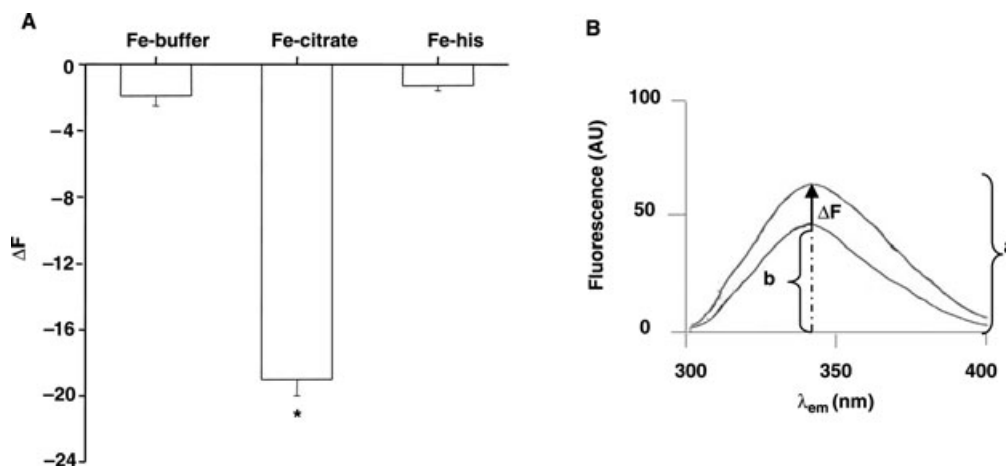 A
Fe-buffer Fe-citrate Fe-his
0
−4
−8
−12
−16
−20
−24
ΔF
*
B
Fluorescence (AU)
100
50
0
ΔF
b
a
300 350 400
λem (nm)